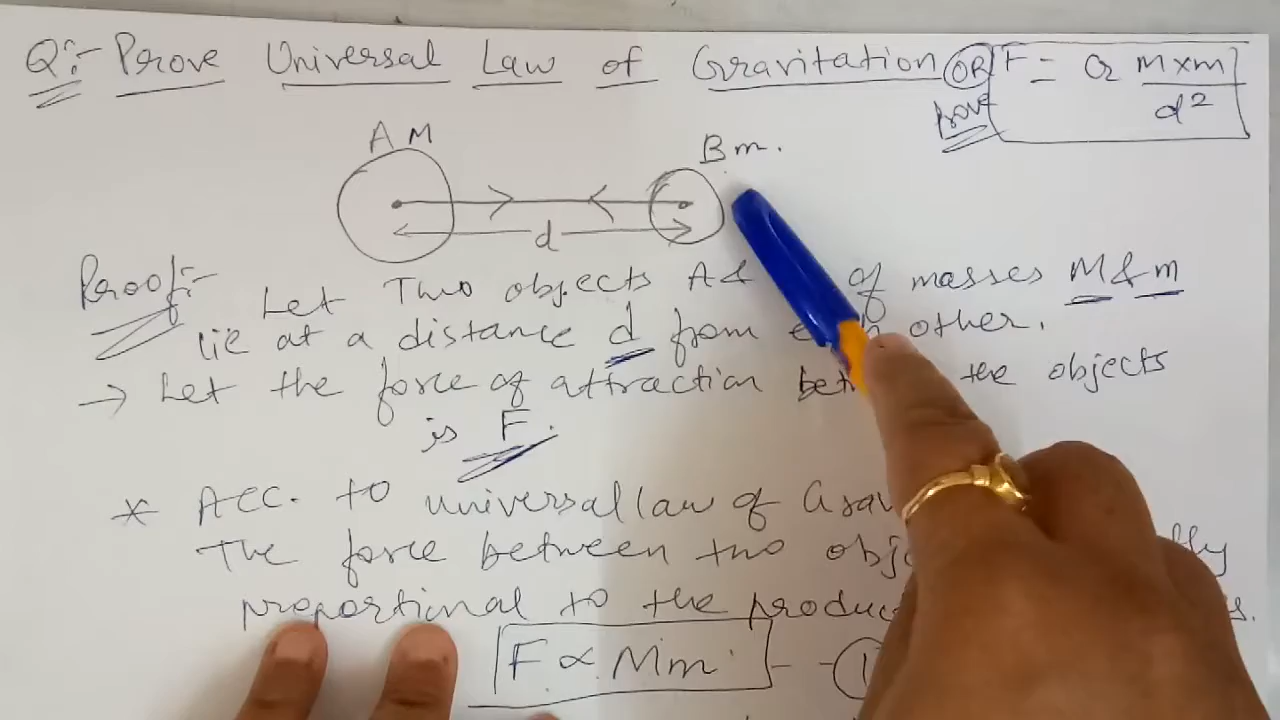 Q:- Prove Universal Law of Gravitation OR F = G M×m / d²
Prove
A M
B m.
d
Proof:- Let Two objects A & of masses M & m
lie at a distance d from other.
→ Let the force of attraction the objects
is F.
* Acc. to universal law of
The force between two
proportional to the
F ∝ Mm - - 1